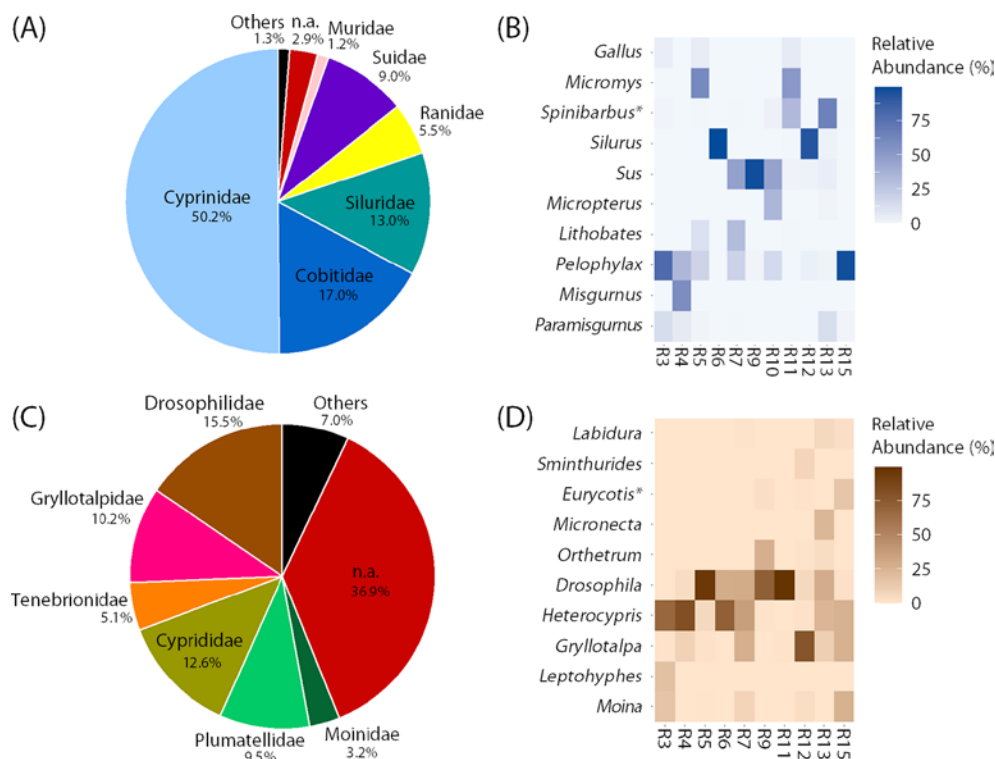 (A)
Others
1.3%
n.a.
2.9%
Muridae
1.2%
Suidae
9.0%
Ranidae
5.5%
Siluridae
13.0%
Cobitidae
17.0%
Cyprinidae
50.2%
(B)
Gallus
Micromys
Spinibarbus*
Silurus
Sus
Micropterus
Lithobates
Pelophylax
Misgurnus
Paramisgurnus
R3
R4
R5
R6
R7
R9
R10
R11
R12
R13
R15
Relative
Abundance (%)
75
50
25
0
(C)
Drosophilidae
15.5%
Others
7.0%
Gryllotalpidae
10.2%
n.a.
36.9%
Tenebrionidae
5.1%
Cyprididae
12.6%
Plumatellidae
9.5%
Moinidae
3.2%
(D)
Labidura
Sminthurides
Eurycotis*
Micronecta
Orthetrum
Drosophila
Heterocypris
Gryllotalpa
Leptohyphes
Moina
R3
R4
R5
R6
R7
R9
R11
R12
R13
R15
Relative
Abundance (%)
75
50
25
0